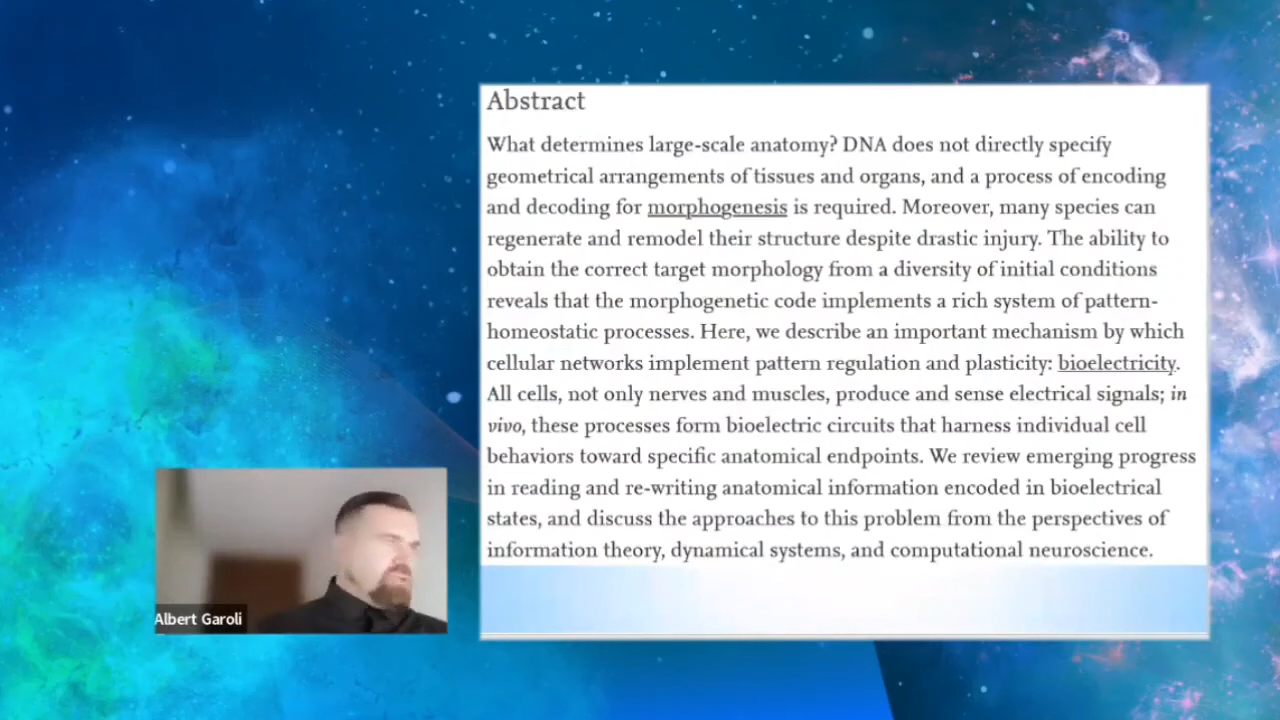 Abstract
What determines large-scale anatomy? DNA does not directly specify
geometrical arrangements of tissues and organs, and a process of encoding
and decoding for morphogenesis is required. Moreover, many species can
regenerate and remodel their structure despite drastic injury. The ability to
obtain the correct target morphology from a diversity of initial conditions
reveals that the morphogenetic code implements a rich system of pattern-
homeostatic processes. Here, we describe an important mechanism by which
cellular networks implement pattern regulation and plasticity: bioelectricity.
All cells, not only nerves and muscles, produce and sense electrical signals; in
vivo, these processes form bioelectric circuits that harness individual cell
behaviors toward specific anatomical endpoints. We review emerging progress
in reading and re-writing anatomical information encoded in bioelectrical
states, and discuss the approaches to this problem from the perspectives of
information theory, dynamical systems, and computational neuroscience.
Albert Garoli